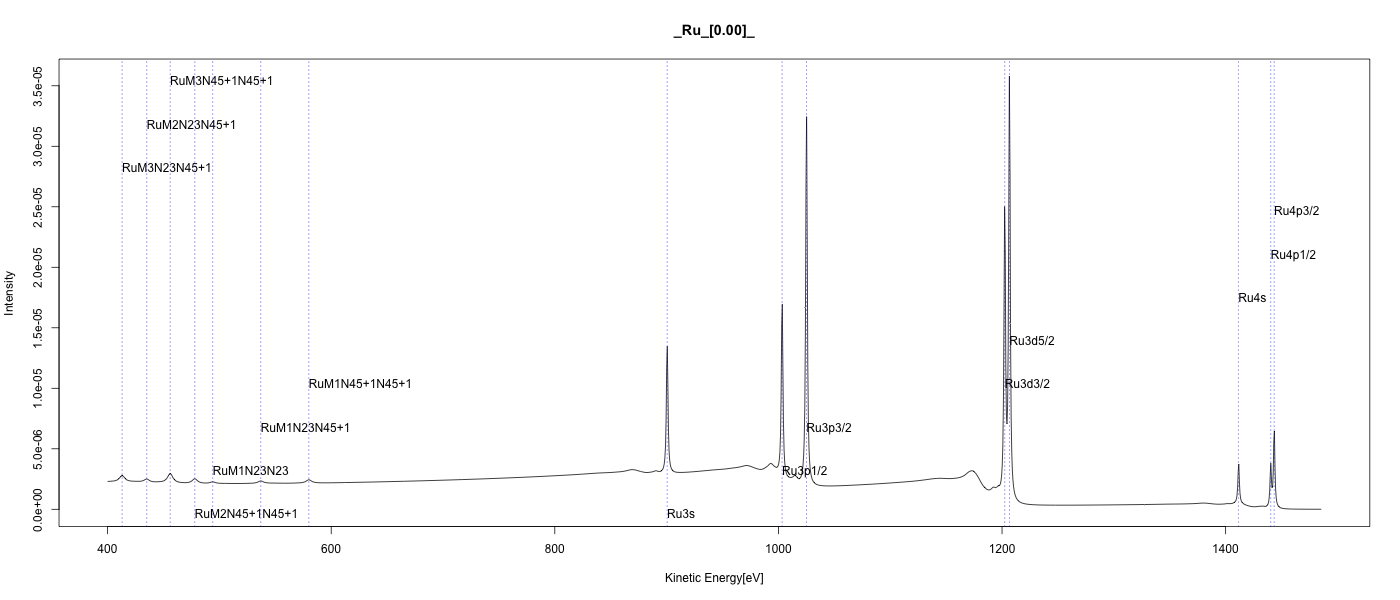 _Ru_[0.00]_
3.5e-05
3.0e-05
2.5e-05
2.0e-05
1.5e-05
1.0e-05
5.0e-06
0.0e+00
Intensity
RuM3N45+1N45+1
RuM2N23N45+1
RuM3N23N45+1
Ru4p3/2
Ru4p1/2
Ru4s
Ru3d5/2
RuM1N45+1N45+1
Ru3d3/2
RuM1N23N45+1
Ru3p3/2
RuM1N23N23
Ru3p1/2
RuM2N45+1N45+1
Ru3s
400 600 800 1000 1200 1400
Kinetic Energy[eV]